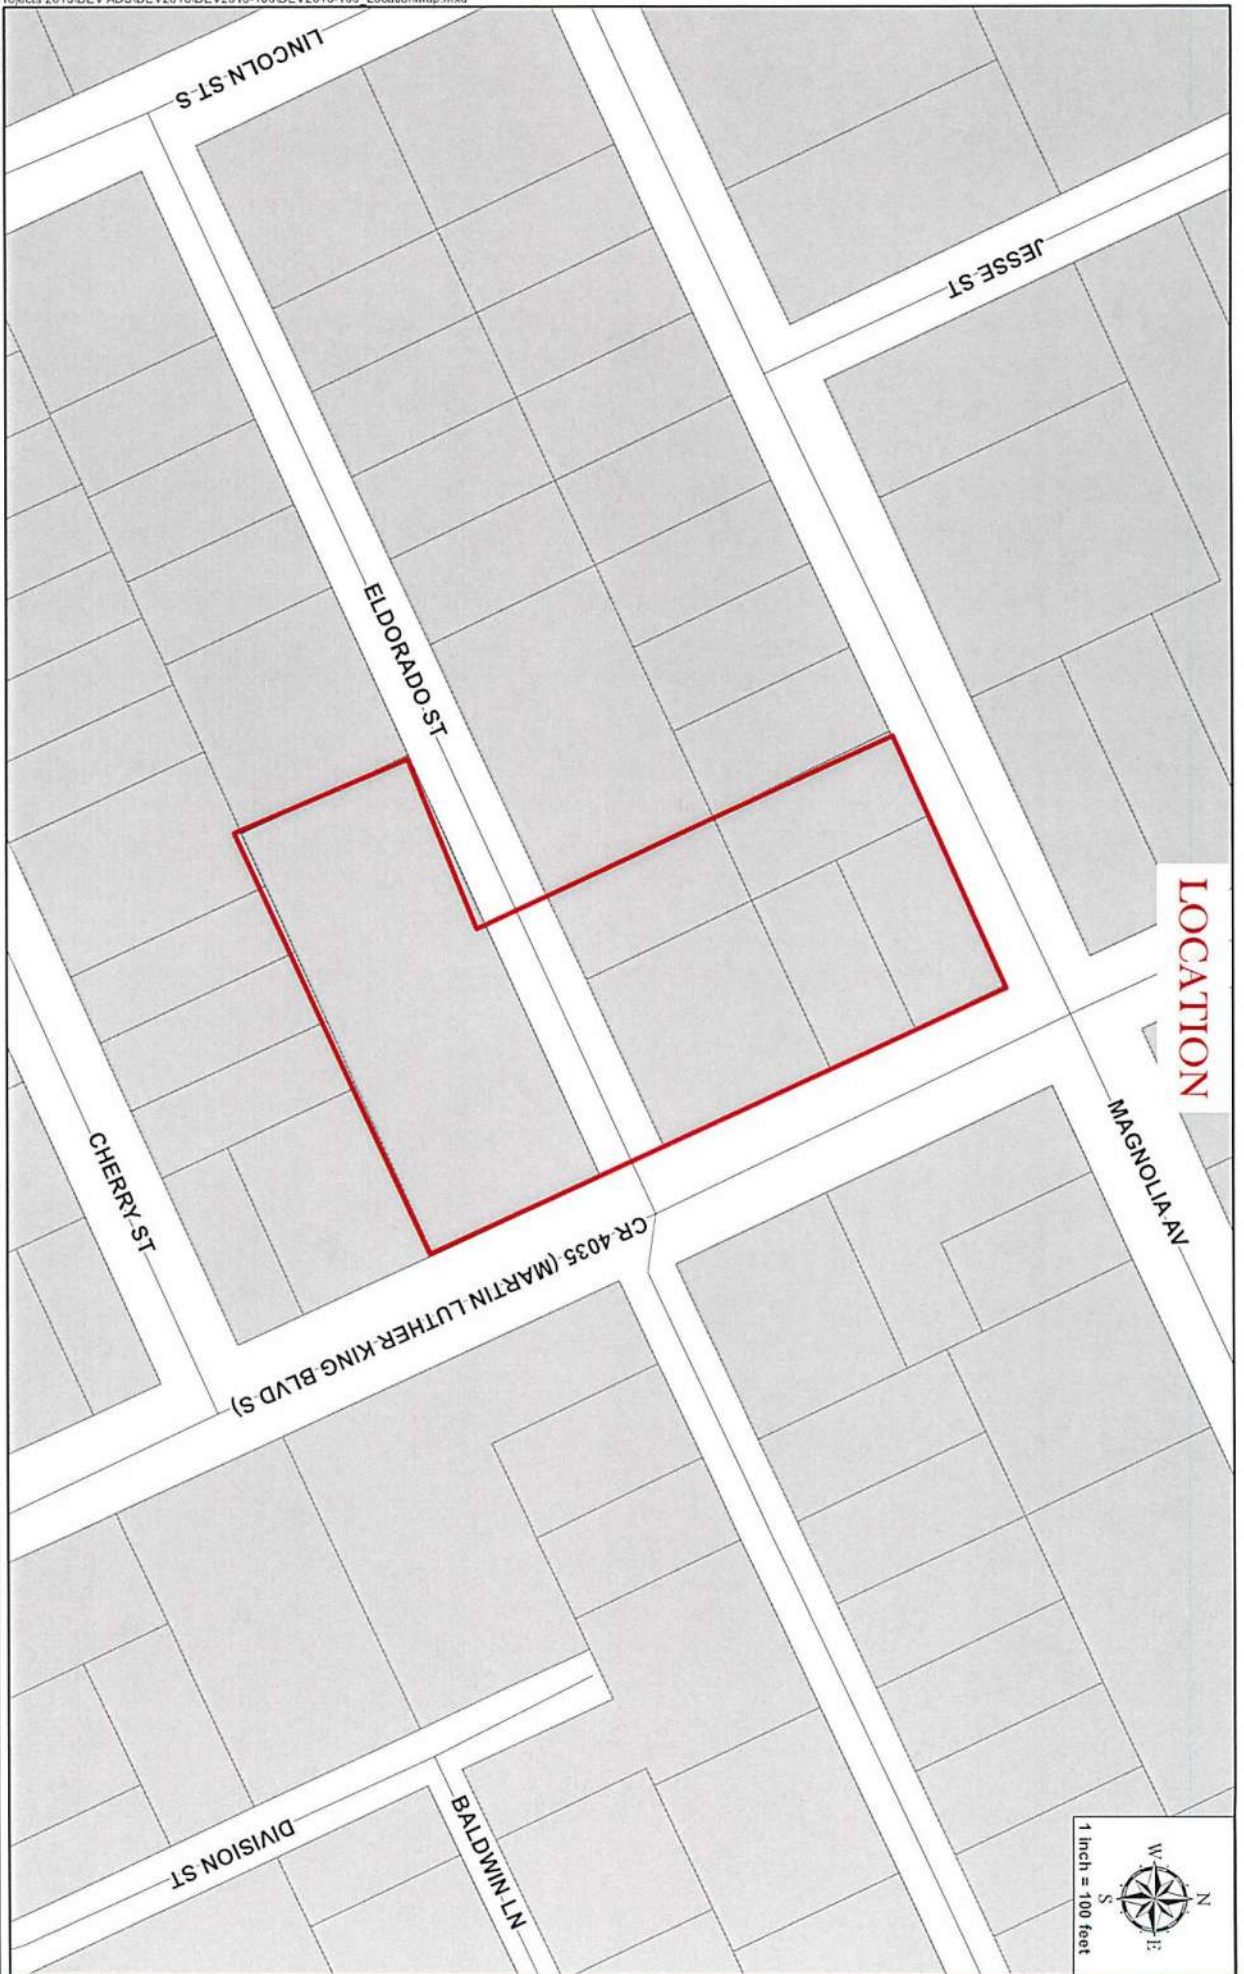 LOCATION
LINCOLN ST S
JESSE ST
ELDORADO ST
MAGNOLIA AV
CHERRY ST
CR 4035 (MARTIN LUTHER KING BLVD S)
DIVISION ST
BALDWIN LN
N
W
E
S
1 inch = 100 feet